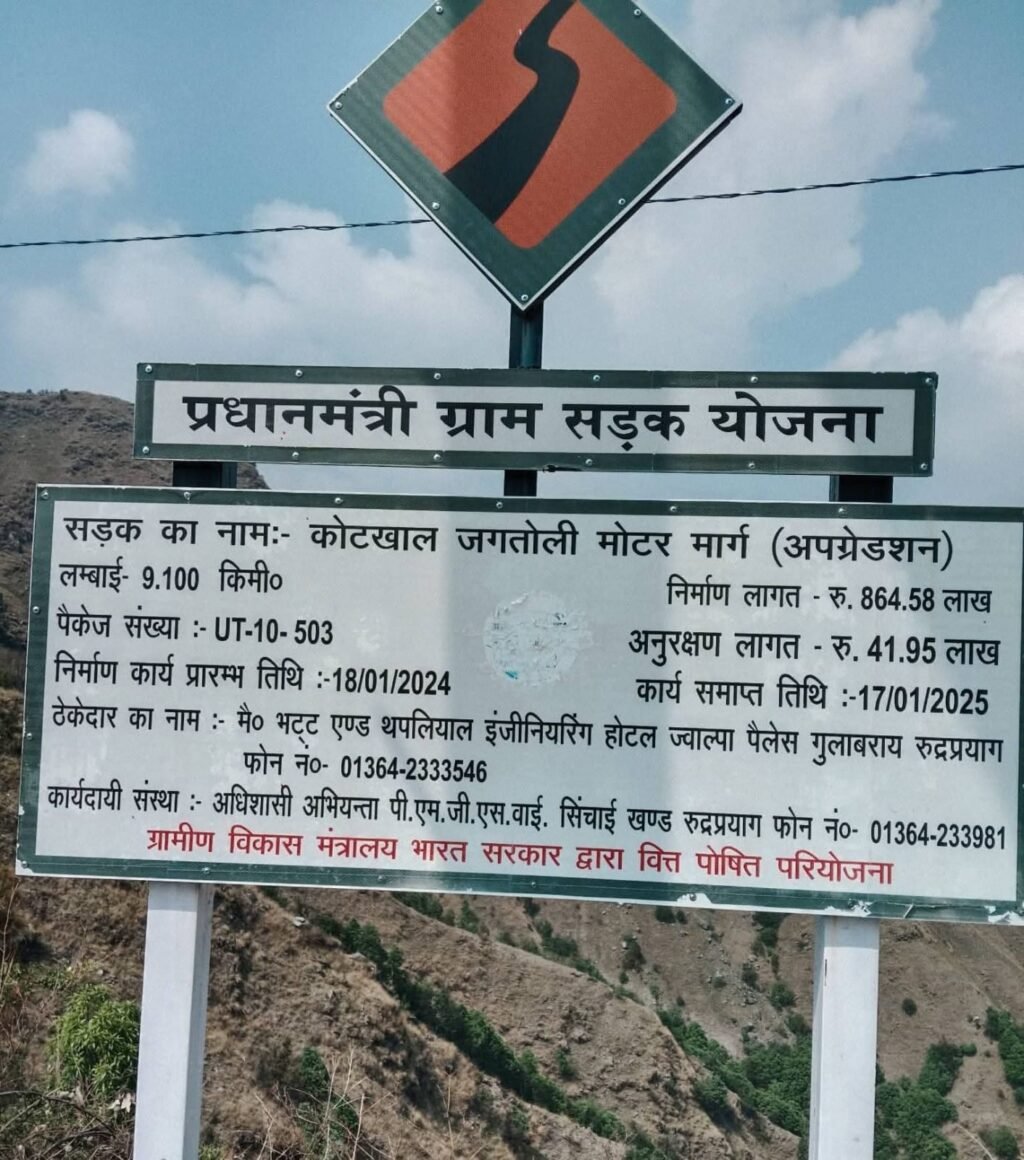 प्रधानमंत्री ग्राम सड़क योजना
सड़क का नामः- कोटखाल जगतोली मोटर मार्ग (अपग्रेडशन)
लम्बाई- 9.100 किमी०
निर्माण लागत - रु. 864.58 लाख
पैकेज संख्या :- UT-10- 503
अनुरक्षण लागत - रु. 41.95 लाख
निर्माण कार्य प्रारम्भ तिथि :-18/01/2024
कार्य समाप्त तिथि :-17/01/2025
ठेकेदार का नाम :- मै० भट्ट एण्ड थपलियाल इंजीनियरिंग होटल ज्वाल्पा पैलेस गुलाबराय रुद्रप्रयाग
फोन नं०- 01364-2333546
कार्यदायी संस्था :- अधिशासी अभियन्ता पी.एम.जी.एस.वाई. सिंचाई खण्ड रुद्रप्रयाग फोन नं०- 01364-233981
ग्रामीण विकास मंत्रालय भारत सरकार द्वारा वित्त पोषित परियोजना